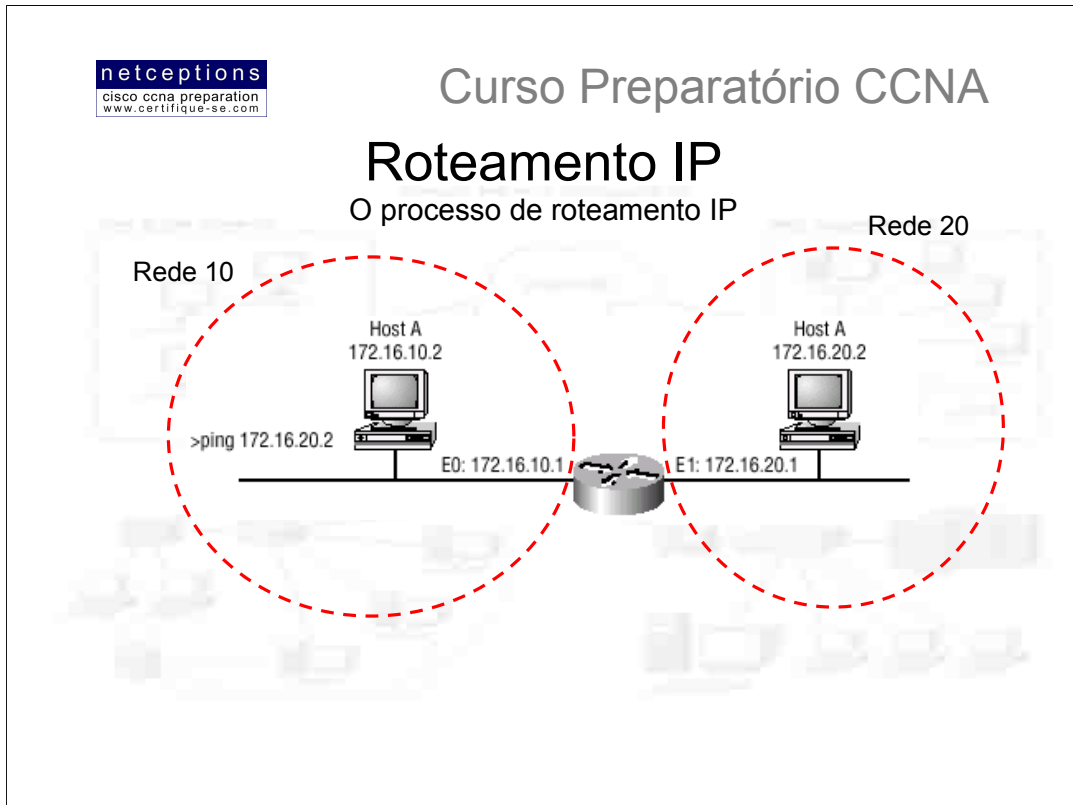 netceptions
cisco ccna preparation
www.certifique-se.com
Curso Preparatório CCNA
Roteamento IP
O processo de roteamento IP
Rede 20
Rede 10
Host A
172.16.10.2
Host A
172.16.20.2
>ping 172.16.20.2
E0: 172.16.10.1
E1: 172.16.20.1